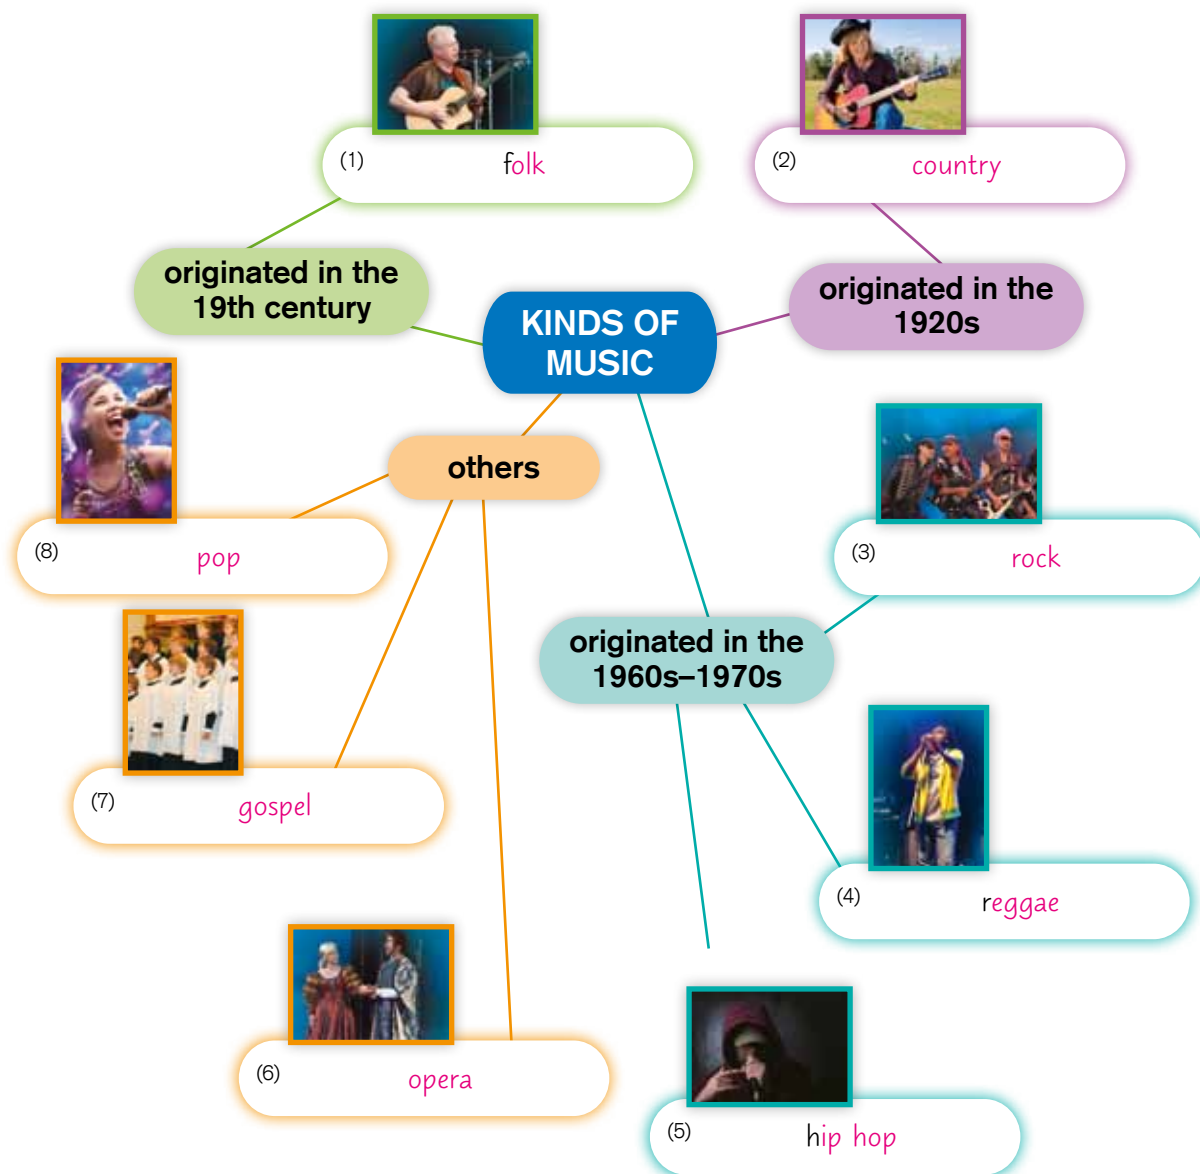 (1) folk
(2) country
originated in the
19th century
originated in the
1920s
KINDS OF
MUSIC
others
(8) pop
(3) rock
originated in the
1960s–1970s
(7) gospel
(4) reggae
(6) opera
(5) hip hop